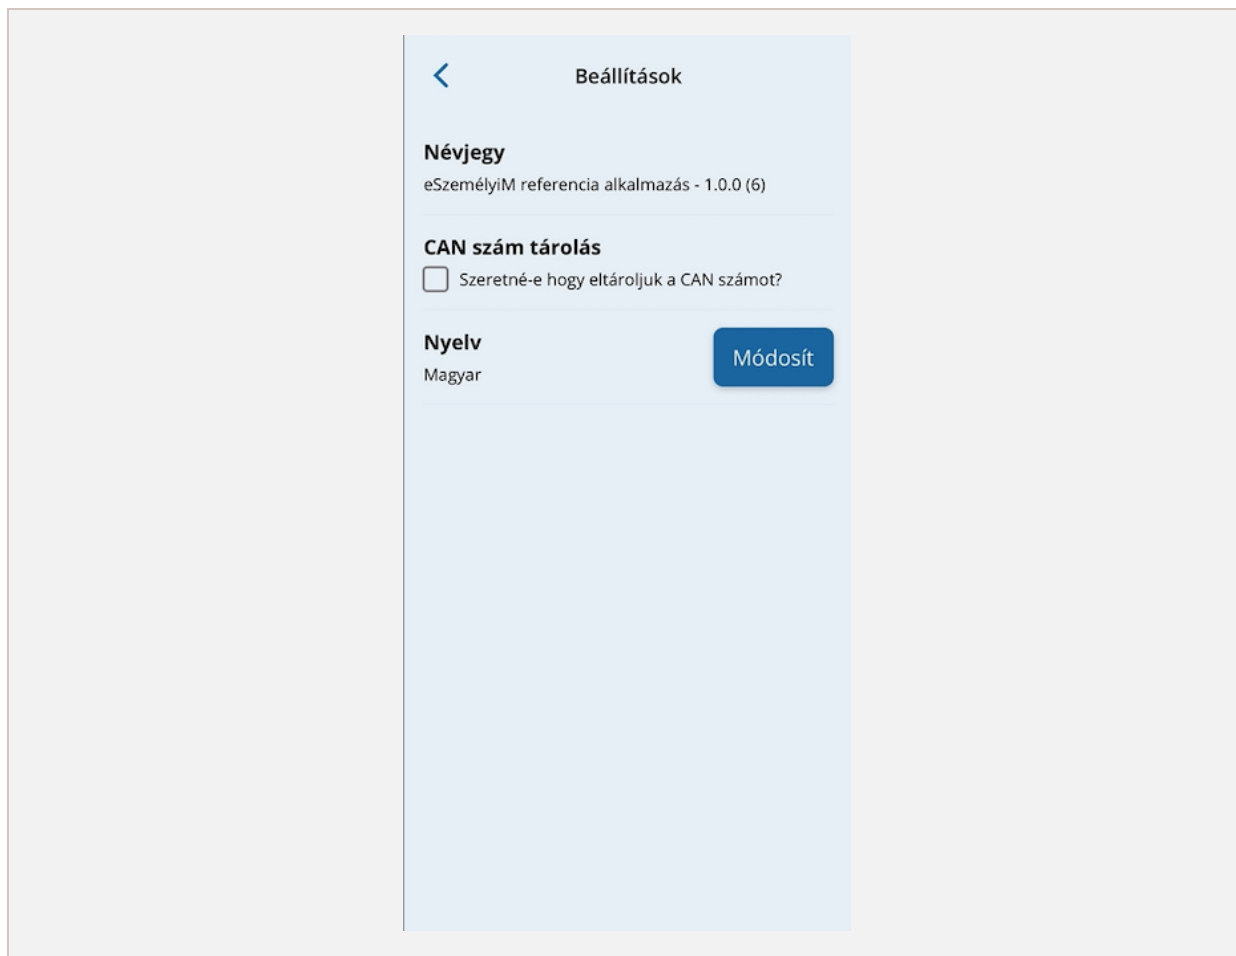 Beállítások
Névjegy
eSzemélyiM referencia alkalmazás - 1.0.0 (6)
CAN szám tárolás
Szeretné-e hogy eltároljuk a CAN számot?
Nyelv
Módosít
Magyar